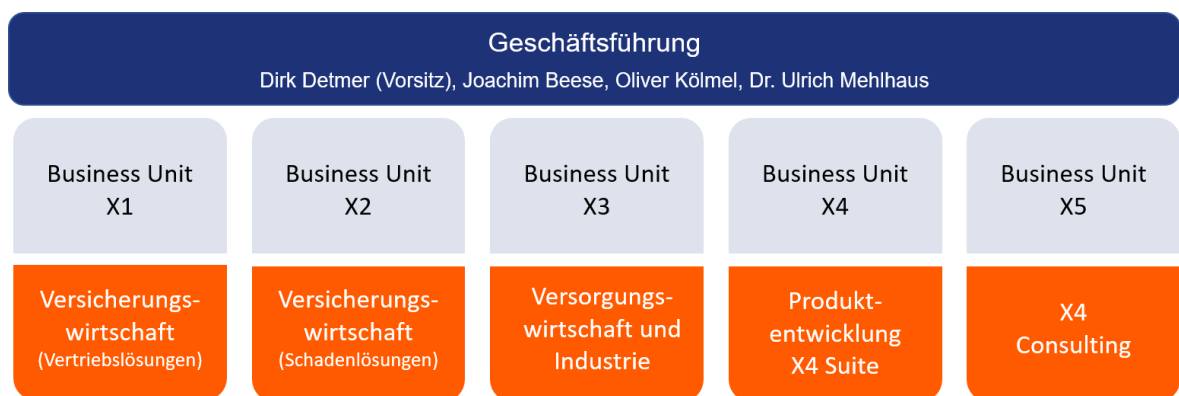 Geschäftsführung
Dirk Detmer (Vorsitz), Joachim Beese, Oliver Kölmel, Dr. Ulrich Mehlhaus
Business Unit
X1
Versicherungs-
wirtschaft
(Vertriebslösungen)
Business Unit
X2
Versicherungs-
wirtschaft
(Schadenlösungen)
Business Unit
X3
Versorgungs-
wirtschaft und
Industrie
Business Unit
X4
Produkt-
entwicklung
X4 Suite
Business Unit
X5
X4
Consulting